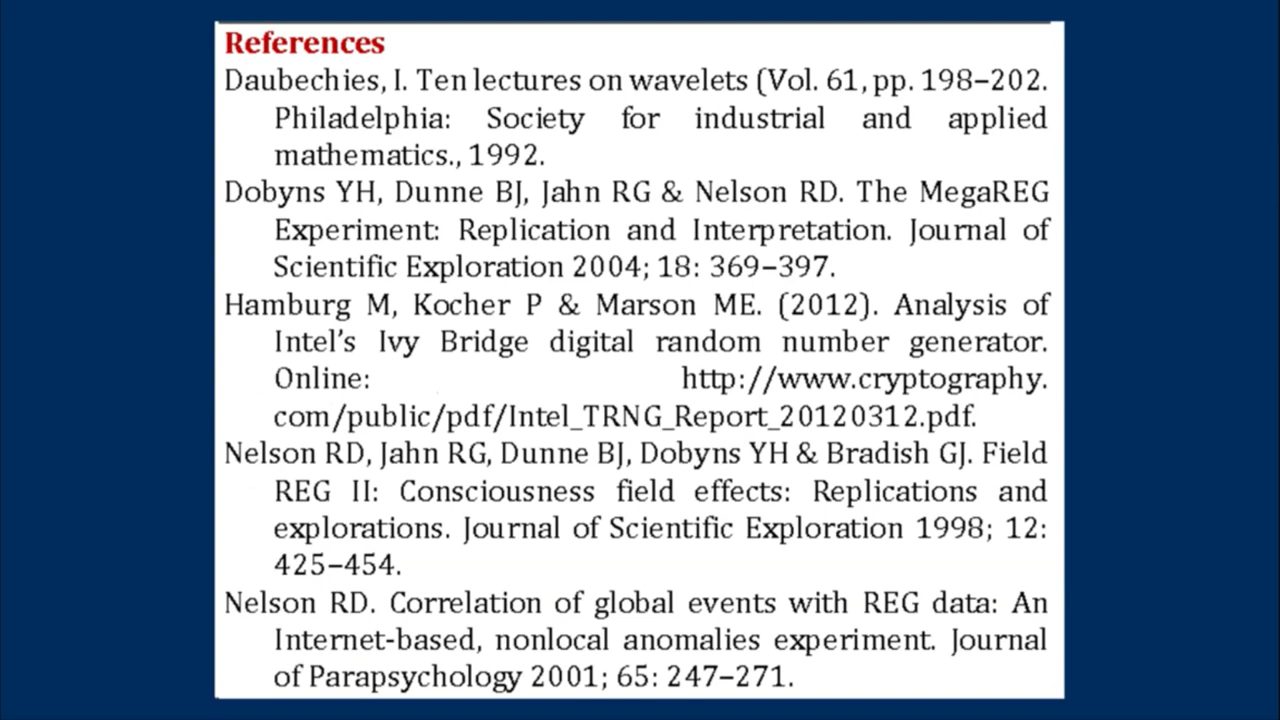 References
Daubechies, I. Ten lectures on wavelets (Vol. 61, pp. 198–202.
Philadelphia: Society for industrial and applied
mathematics., 1992.
Dobyns YH, Dunne BJ, Jahn RG & Nelson RD. The MegaREG
Experiment: Replication and Interpretation. Journal of
Scientific Exploration 2004; 18: 369–397.
Hamburg M, Kocher P & Marson ME. (2012). Analysis of
Intel’s Ivy Bridge digital random number generator.
Online: http://www.cryptography.
com/public/pdf/Intel_TRNG_Report_20120312.pdf.
Nelson RD, Jahn RG, Dunne BJ, Dobyns YH & Bradish GJ. Field
REG II: Consciousness field effects: Replications and
explorations. Journal of Scientific Exploration 1998; 12:
425–454.
Nelson RD. Correlation of global events with REG data: An
Internet-based, nonlocal anomalies experiment. Journal
of Parapsychology 2001; 65: 247–271.